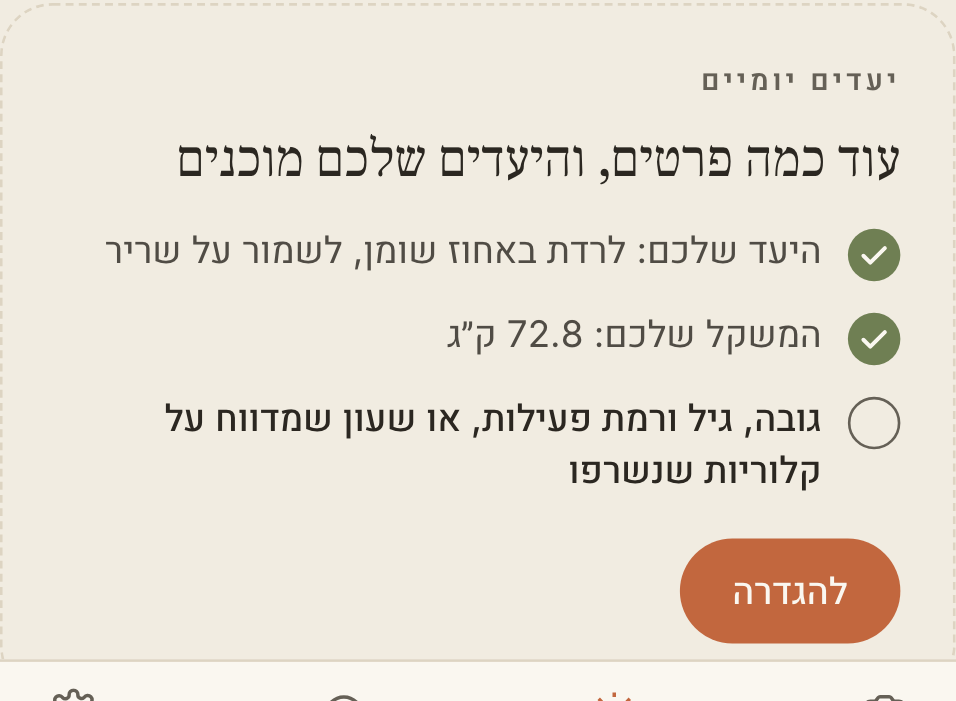 יעדים יומיים
עוד כמה פרטים, והיעדים שלכם מוכנים
היעד שלכם: לרדת באחוז שומן, לשמור על שריר
המשקל שלכם: 72.8 ק״ג
גובה, גיל ורמת פעילות, או שעון שמדווח על
קלוריות שנשרפו
להגדרה